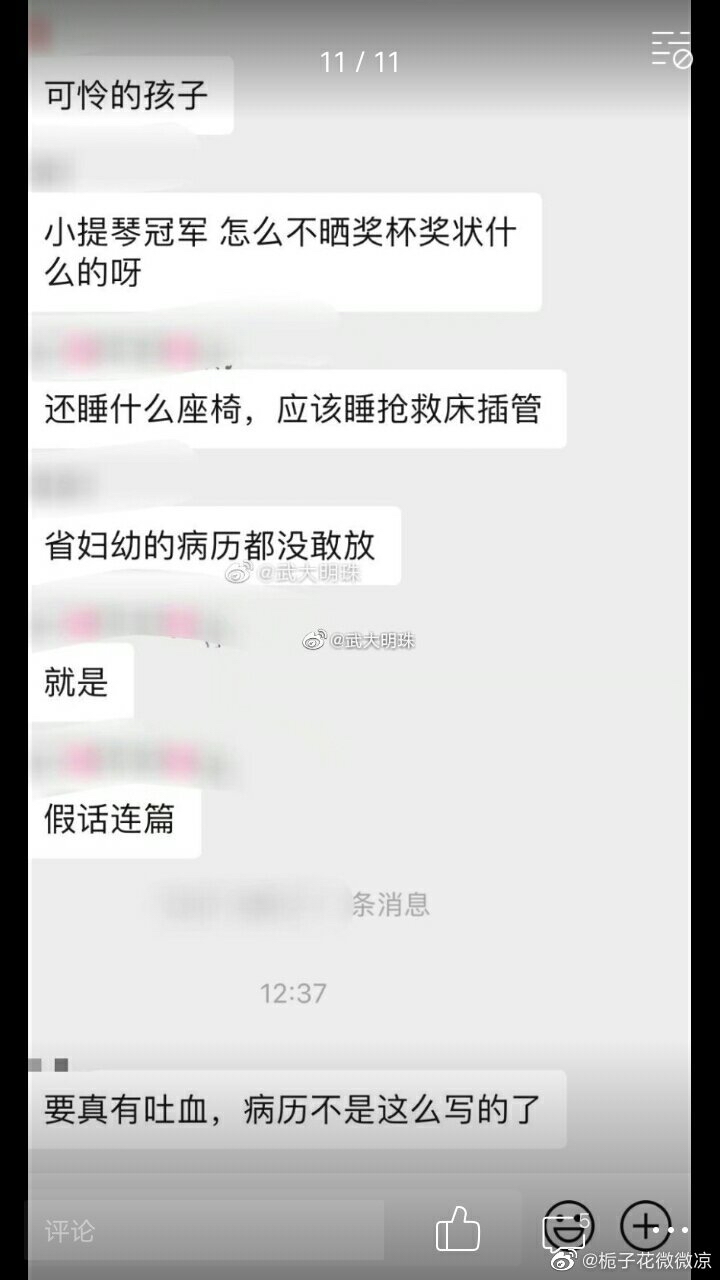 11 / 11
可怜的孩子
小提琴冠军 怎么不晒奖杯奖状什
么的呀
还睡什么座椅，应该睡抢救床插管
省妇幼的病历都没敢放
@武大明珠
@武大明珠
就是
假话连篇
条消息
12:37
要真有吐血，病历不是这么写的了
评论
5
@栀子花微微凉